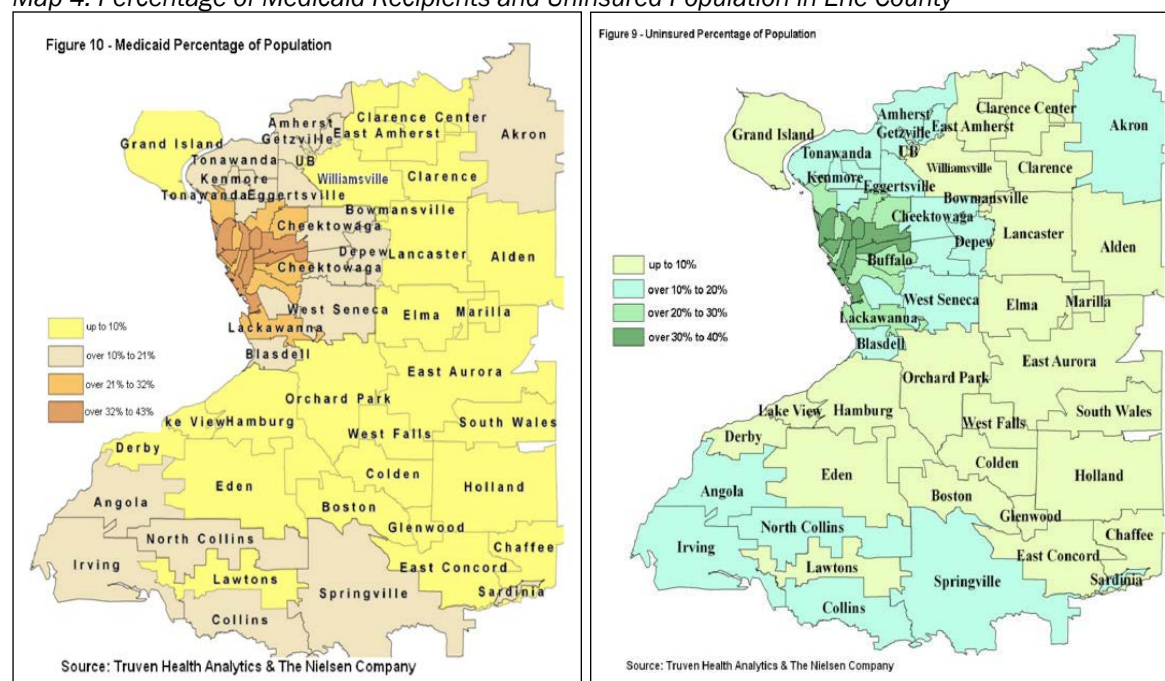 Map 4: Percentage of Medicaid Recipients and Uninsured Population in Erie County
Figure 10 - Medicaid Percentage of Population
Grand Island
Amherst
Getzville
Clarence Center
East Amherst
Akron
Tonawanda
UB
Kenmore
Williamsville
Clarence
Tonawanda
Eggertsville
Bowmansville
Cheektowaga
Depew
Lancaster
Alden
Cheektowaga
West Seneca
Elma
Marilla
Lackawanna
Blasdell
East Aurora
Orchard Park
ke View
Hamburg
South Wales
West Falls
Derby
Colden
Eden
Holland
Angola
Boston
Glenwood
North Collins
Chaffee
Irving
East Concord
Lawtons
Springville
Sardinia
Collins
up to 10%
over 10% to 21%
over 21% to 32%
over 32% to 43%
Source: Truven Health Analytics & The Nielsen Company
Figure 9 - Uninsured Percentage of Population
Grand Island
Amherst
Getzville
Clarence Center
East Amherst
Akron
Tonawanda
UB
Kenmore
Williamsville
Clarence
Eggertsville
Bowmansville
Cheektowaga
Depew
Lancaster
Alden
Buffalo
West Seneca
Elma
Marilla
Lackawanna
Blasdell
East Aurora
Orchard Park
Lake View
Hamburg
South Wales
West Falls
Derby
Colden
Eden
Holland
Angola
Boston
Glenwood
North Collins
Chaffee
Irving
East Concord
Lawtons
Springville
Sardinia
Collins
up to 10%
over 10% to 20%
over 20% to 30%
over 30% to 40%
Source: Truven Health Analytics & The Nielsen Company